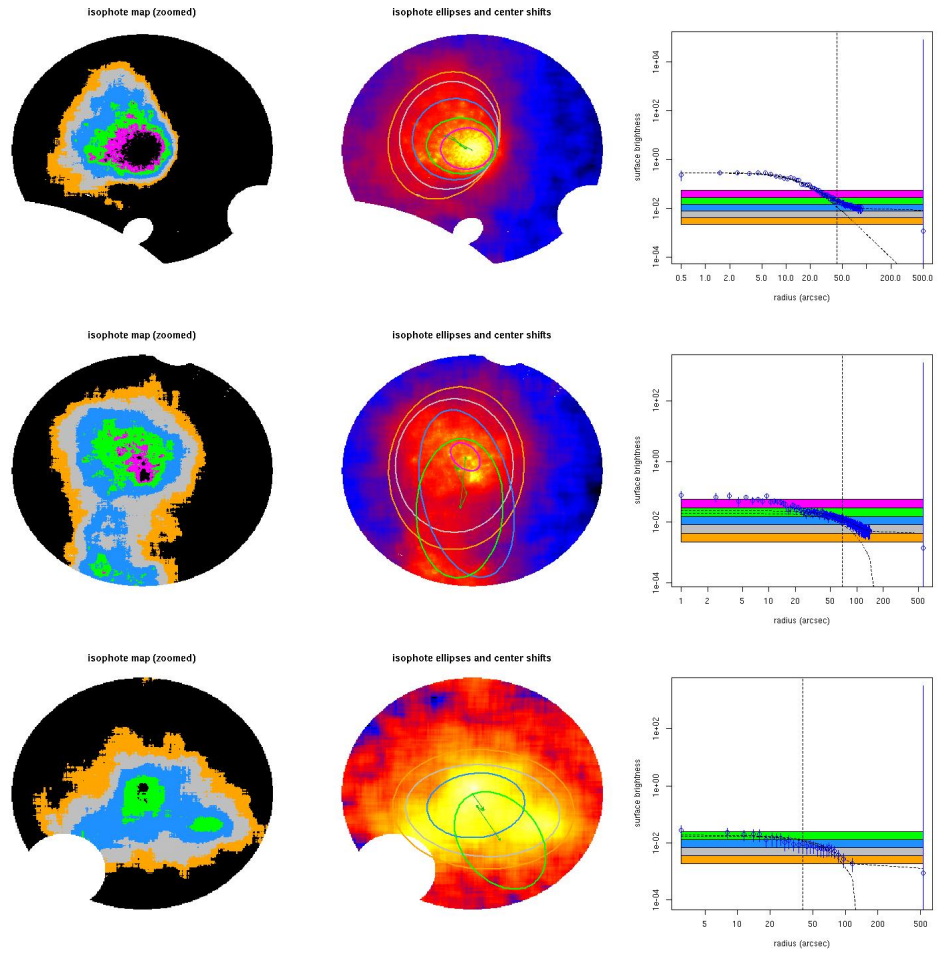 isophote map (zoomed)
isophote ellipses and center shifts
surface brightness
1e-04 1e-02 1e+00 1e+02 1e+04
0.5 1.0 2.0 5.0 10.0 20.0 50.0 200.0 500.0
radius (arcsec)
isophote map (zoomed)
isophote ellipses and center shifts
surface brightness
1e-04 1e-02 1e+00 1e+02
1 2 5 10 20 50 100 200 500
radius (arcsec)
isophote map (zoomed)
isophote ellipses and center shifts
surface brightness
1e-04 1e-02 1e+00 1e+02
5 10 20 50 100 200 500
radius (arcsec)